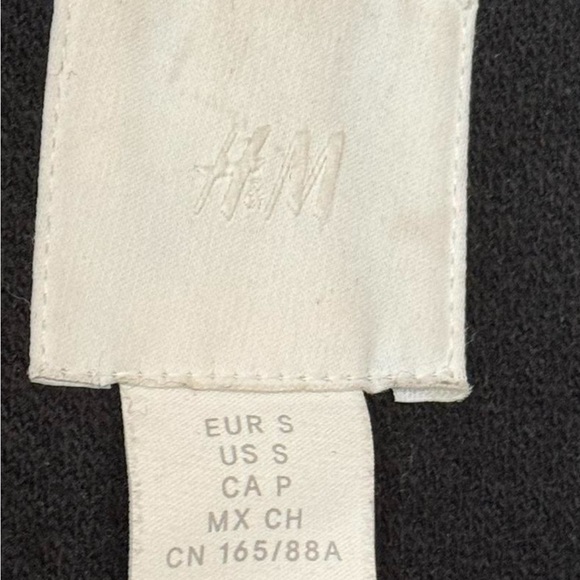 H&M
EUR S
US S
CA P
MX CH
CN 165/88A